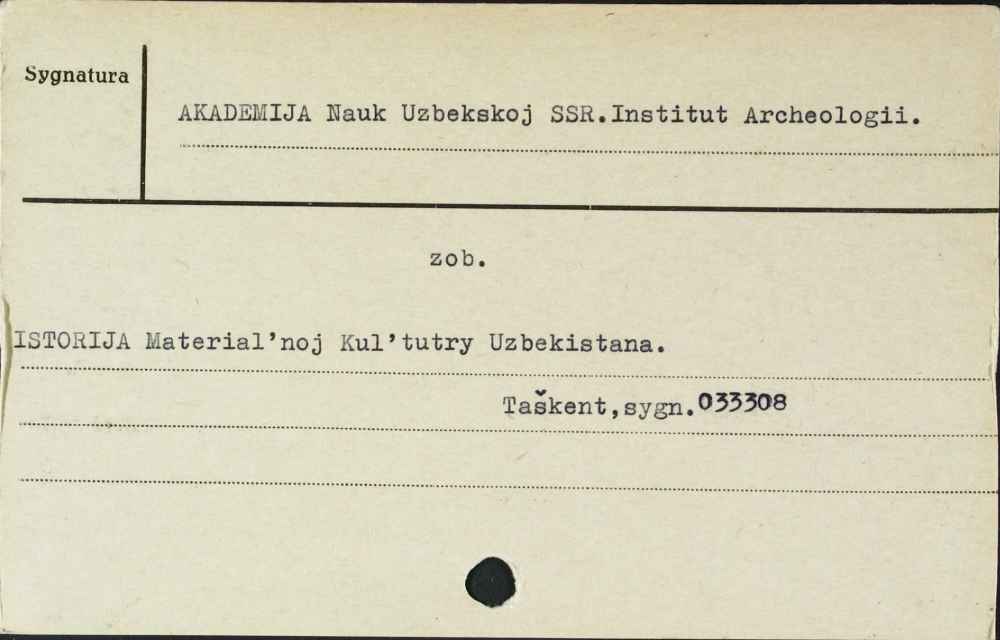 Sygnatura
AKADEMIJA Nauk Uzbekskoj SSR.Institut Archeologii.
zob.
ISTORIJA Material'noj Kul'tutry Uzbekistana.
Taškent,sygn.033308